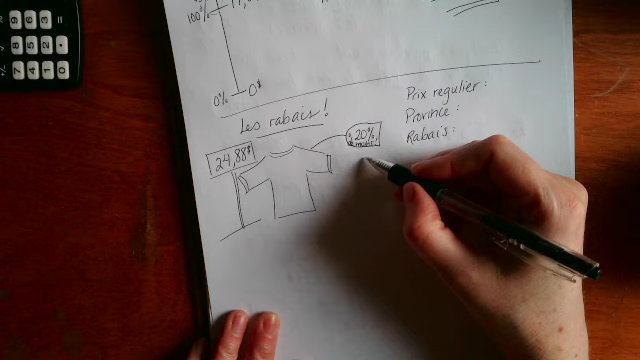 100%
0% 0$
Les rabais!
Prix regulier :
Province :
Rabais :
24,88$
20%